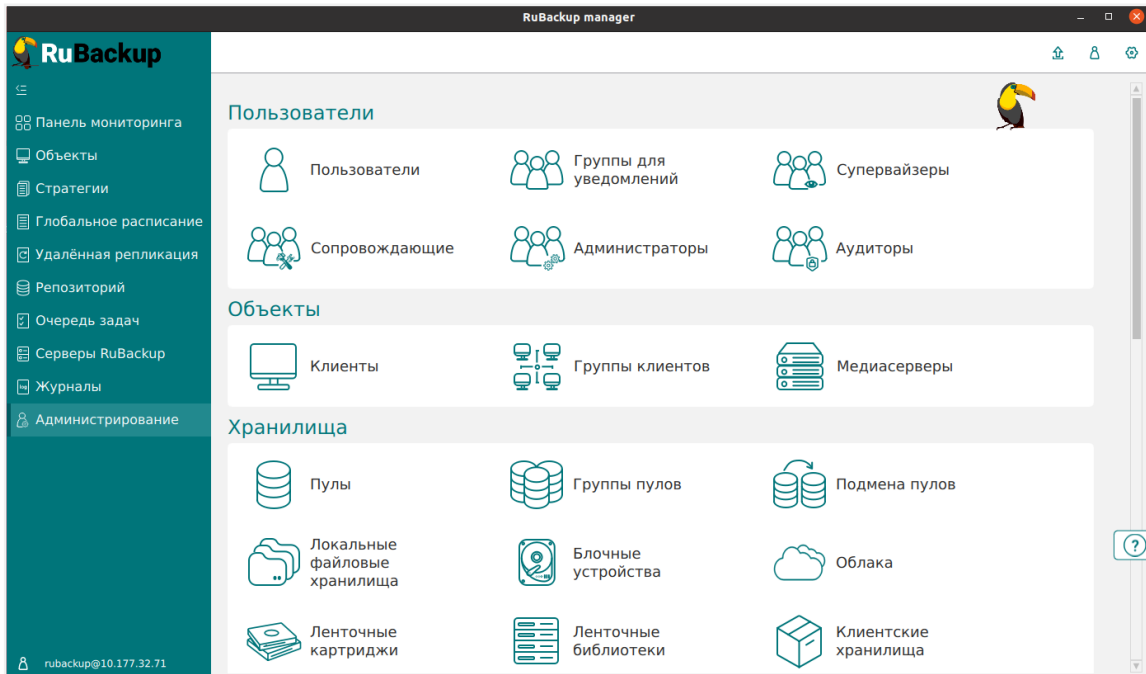 RuBackup manager
RuBackup
Панель мониторинга
Объекты
Стратегии
Глобальное расписание
Удалённая репликация
Репозиторий
Очередь задач
Серверы RuBackup
Журналы
Администрирование
rubackup@10.177.32.71
Пользователи
Пользователи
Группы для
уведомлений
Супервайзеры
Сопровождающие
Администраторы
Аудиторы
Объекты
Клиенты
Группы клиентов
Медиасерверы
Хранилища
Пулы
Группы пулов
Подмена пулов
Локальные
файловые
хранилища
Блочные
устройства
Облака
Ленточные
картриджи
Ленточные
библиотеки
Клиентские
хранилища
?